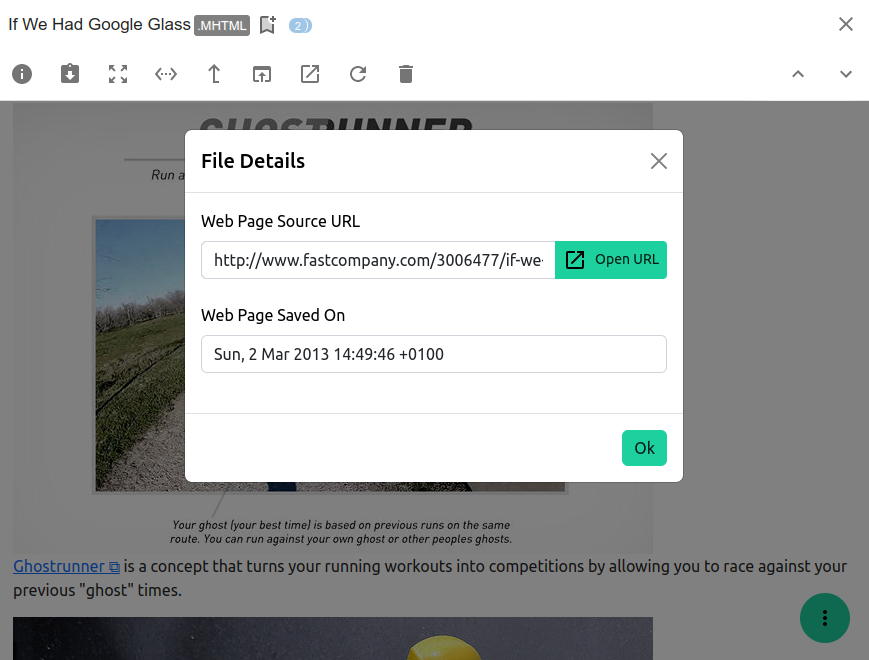 If We Had Google Glass .MHTML 2 )
GHOSTRUNNER
Run a
File Details
Web Page Source URL
http://www.fastcompany.com/3006477/if-we- Open URL
Web Page Saved On
Sun, 2 Mar 2013 14:49:46 +0100
Ok
Your ghost (your best time) is based on previous runs on the same
route. You can run against your own ghost or other peoples ghosts.
Ghostrunner is a concept that turns your running workouts into competitions by allowing you to race against your
previous "ghost" times.